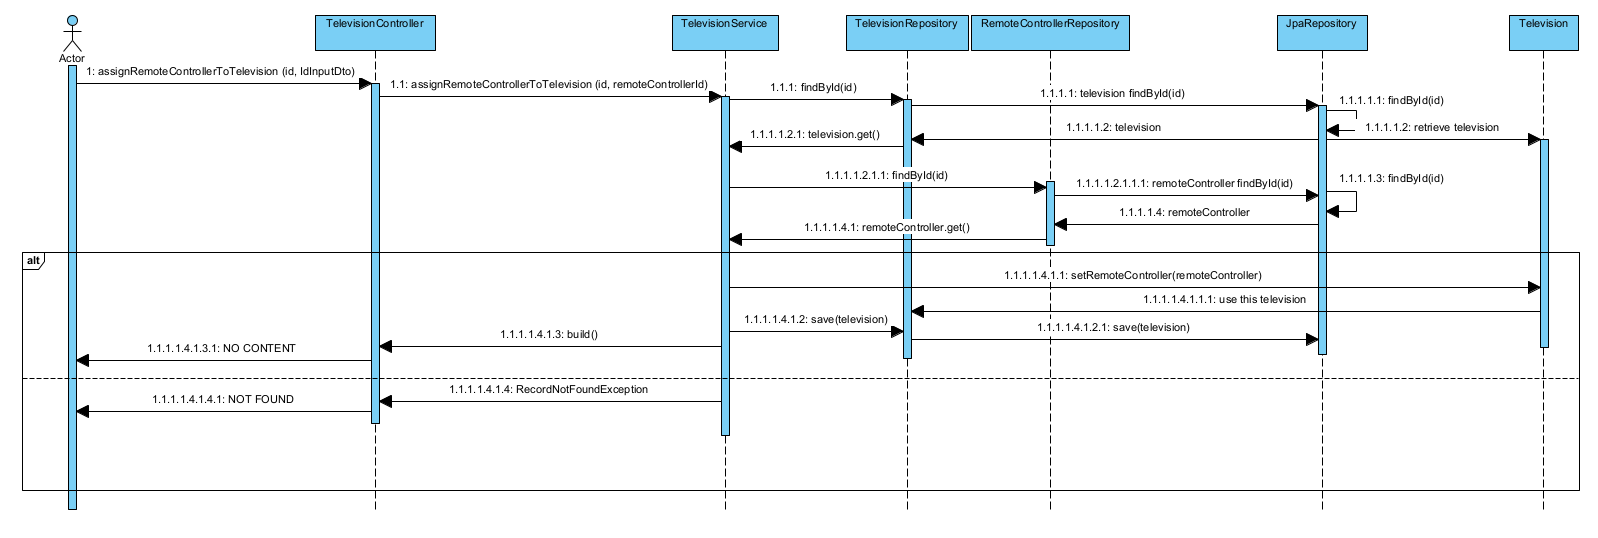 TelevisionController
TelevisionService
TelevisionRepository
RemoteControllerRepository
JpaRepository
Television
Actor
1: assignRemoteControllerToTelevision (id, IdInputDto)
1.1: assignRemoteControllerToTelevision (id, remoteControllerId)
1.1.1: findById(id)
1.1.1.1: television findById(id)
1.1.1.1.1: findById(id)
1.1.1.1.2.1: television.get()
1.1.1.1.2: television
1.1.1.1.2: retrieve television
1.1.1.1.2.1.1: findById(id)
1.1.1.1.2.1.1.1: remoteController findById(id)
1.1.1.1.3: findById(id)
1.1.1.1.4.1: remoteController.get()
1.1.1.1.4: remoteController
alt
1.1.1.1.4.1.1: setRemoteController(remoteController)
1.1.1.1.4.1.1.1: use this television
1.1.1.1.4.1.2: save(television)
1.1.1.1.4.1.2.1: save(television)
1.1.1.1.4.1.3: build()
1.1.1.1.4.1.3.1: NO CONTENT
1.1.1.1.4.1.4: RecordNotFoundException
1.1.1.1.4.1.4.1: NOT FOUND